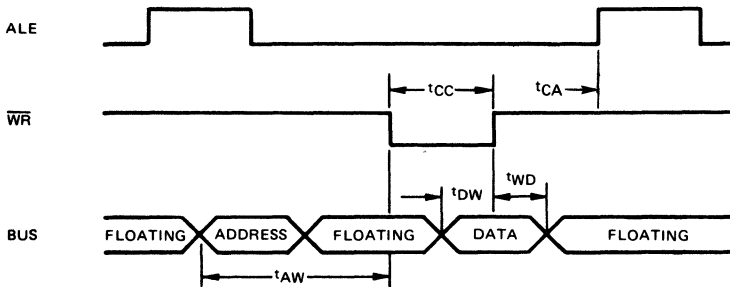 ALE
tCC
tCA
WR
tDW
tWD
BUS
FLOATING ADDRESS FLOATING DATA FLOATING
tAW